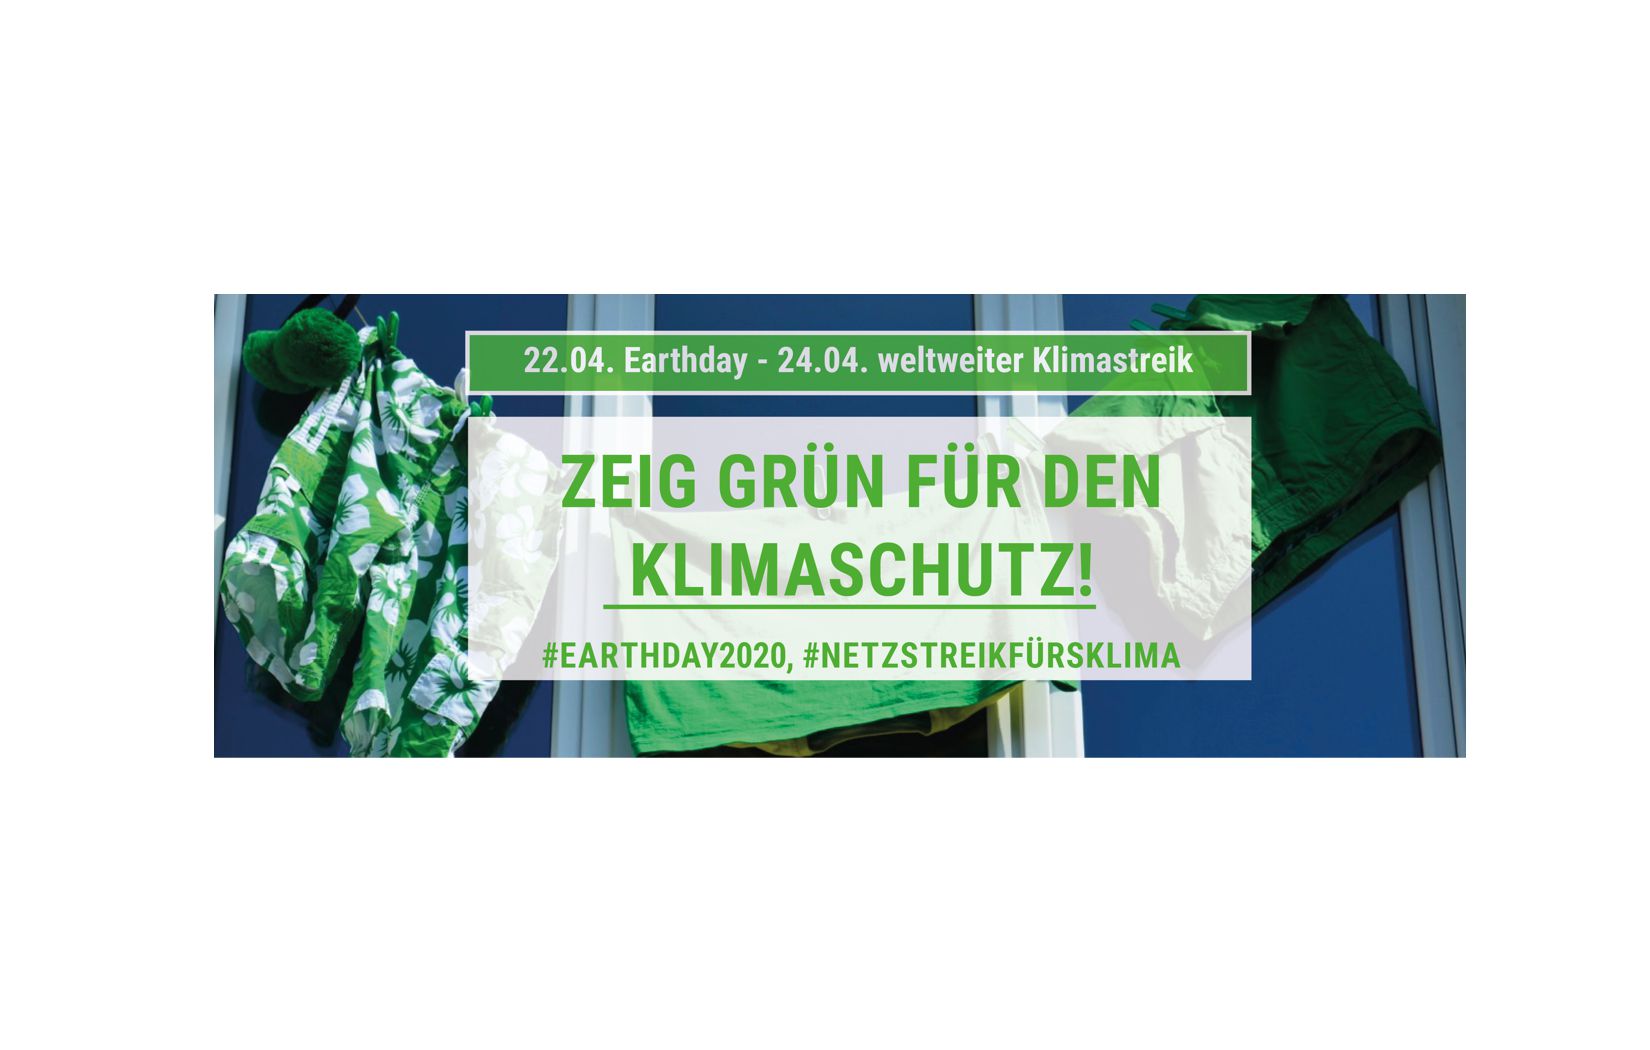 22.04. Earthday - 24.04. weltweiter Klimastreik
ZEIG GRÜN FÜR DEN
KLIMASCHUTZ!
#EARTHDAY2020, #NETZSTREIKFÜRSKLIMA